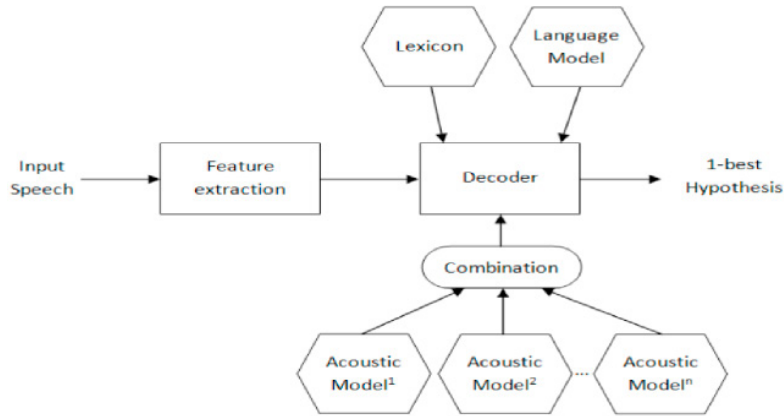 Lexicon
Language
Model
Input
Speech
Feature
extraction
Decoder
1-best
Hypothesis
Combination
Acoustic
Model¹
Acoustic
Model²
...
Acoustic
Modelⁿ